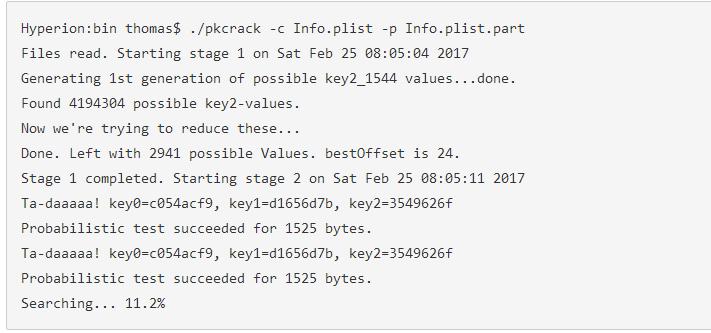 Hyperion:bin thomas$ ./pkcrack -c Info.plist -p Info.plist.part
Files read. Starting stage 1 on Sat Feb 25 08:05:04 2017
Generating 1st generation of possible key2_1544 values...done.
Found 4194304 possible key2-values.
Now we're trying to reduce these...
Done. Left with 2941 possible Values. bestOffset is 24.
Stage 1 completed. Starting stage 2 on Sat Feb 25 08:05:11 2017
Ta-daaaaa! key0=c054acf9, key1=d1656d7b, key2=3549626f
Probabilistic test succeeded for 1525 bytes.
Ta-daaaaa! key0=c054acf9, key1=d1656d7b, key2=3549626f
Probabilistic test succeeded for 1525 bytes.
Searching... 11.2%